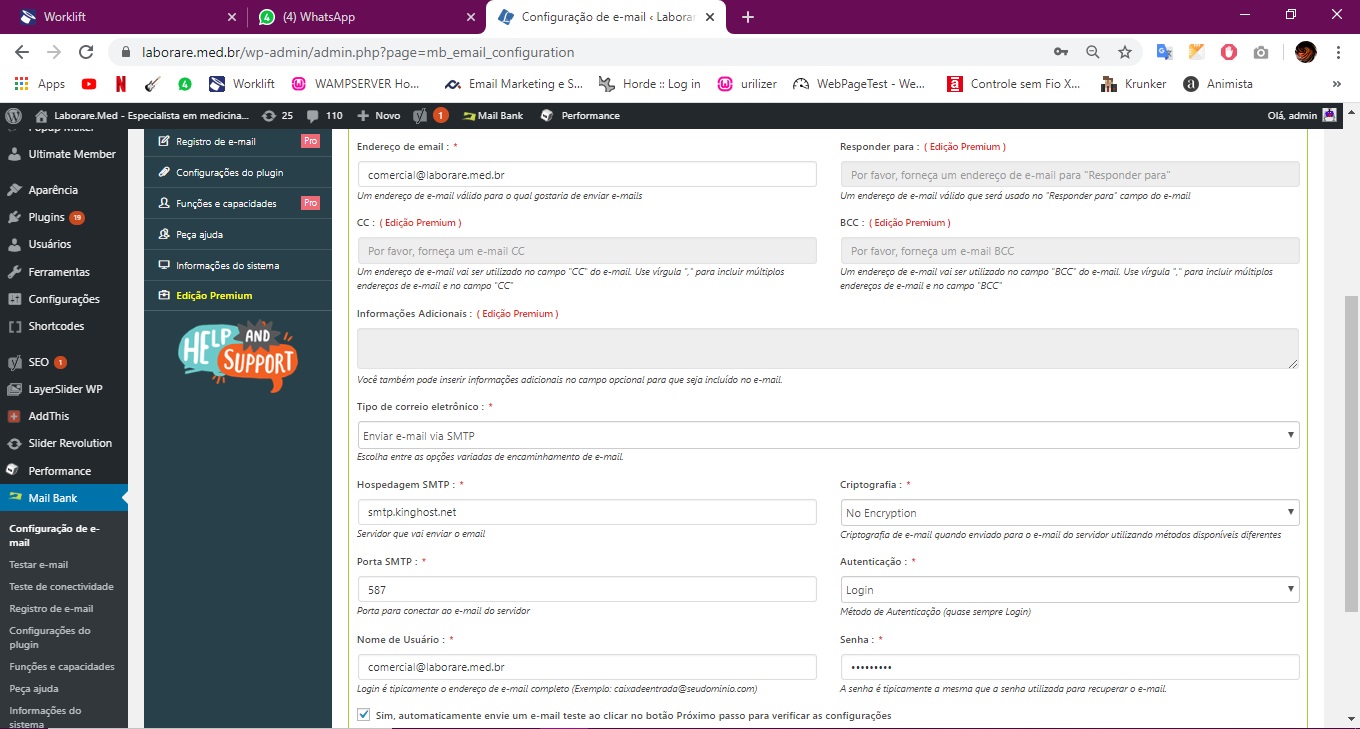 Worklift
(4) WhatsApp
Configuração de e-mail ‹ Laborar
laborare.med.br/wp-admin/admin.php?page=mb_email_configuration
Apps
Worklift
WAMPSERVER Ho...
Email Marketing e S...
Horde :: Log in
urilizer
WebPageTest - We...
Controle sem Fio X...
Krunker
Animista
»
Laborare.Med - Especialista em medicina...
25
110
Novo
1
Mail Bank
Performance
Olá, admin
Popup Maker
Ultimate Member
Aparência
Plugins 19
Usuários
Ferramentas
Configurações
Shortcodes
SEO 1
LayerSlider WP
AddThis
Slider Revolution
Performance
Mail Bank
Configuração de e-
mail
Testar e-mail
Teste de conectividade
Registro de e-mail
Configurações do
plugin
Funções e capacidades
Peça ajuda
Informações do
sistema
Registro de e-mail Pro
Configurações do plugin
Funções e capacidades Pro
Peça ajuda
Informações do sistema
Edição Premium
HELP AND
SUPPORT
Endereço de email : *
comercial@laborare.med.br
Um endereço de e-mail válido para o qual gostaria de enviar e-mails
Responder para : ( Edição Premium )
Por favor, forneça um endereço de e-mail para "Responder para"
Um endereço de e-mail válido que será usado no "Responder para" campo do e-mail
CC : ( Edição Premium )
Por favor, forneça um e-mail CC
Um endereço de e-mail vai ser utilizado no campo "CC" do e-mail. Use vírgula "," para incluir múltiplos
endereços de e-mail e no campo "CC"
BCC : ( Edição Premium )
Por favor, forneça um e-mail BCC
Um endereço de e-mail vai ser utilizado no campo "BCC" do e-mail. Use vírgula "," para incluir múltiplos
endereços de e-mail e no campo "BCC"
Informações Adicionais : ( Edição Premium )
Você também pode inserir informações adicionais no campo opcional para que seja incluído no e-mail.
Tipo de correio eletrônico : *
Enviar e-mail via SMTP
Escolha entre as opções variadas de encaminhamento de e-mail.
Hospedagem SMTP : *
smtp.kinghost.net
Servidor que vai enviar o email
Criptografia : *
No Encryption
Criptografia de e-mail quando enviado para o e-mail do servidor utilizando métodos disponíveis diferentes
Porta SMTP : *
587
Porta para conectar ao e-mail do servidor
Autenticação : *
Login
Método de Autenticação (quase sempre Login)
Nome de Usuário : *
comercial@laborare.med.br
Login é tipicamente o endereço de e-mail completo (Exemplo: caixadeentrada@seudominio.com)
Senha : *
•••••••••
A senha é tipicamente a mesma que a senha utilizada para recuperar o e-mail.
Sim, automaticamente envie um e-mail teste ao clicar no botão Próximo passo para verificar as configurações